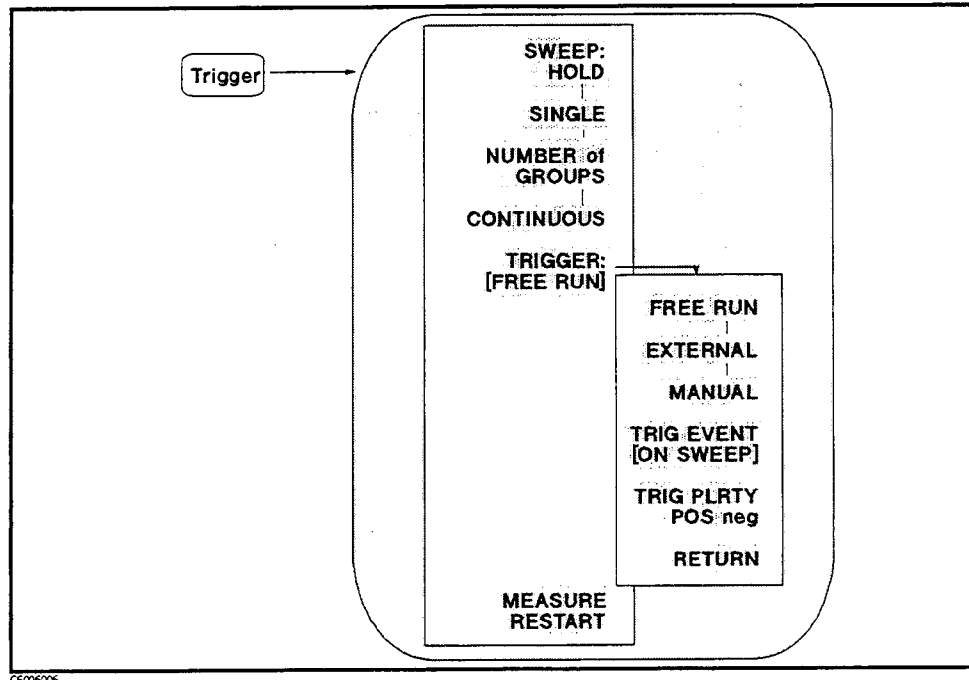 Trigger
SWEEP:
HOLD
SINGLE
NUMBER of
GROUPS
CONTINUOUS
TRIGGER:
[FREE RUN]
FREE RUN
EXTERNAL
MANUAL
TRIG EVENT
[ON SWEEP]
TRIG PLRTY
POS neg
RETURN
MEASURE
RESTART